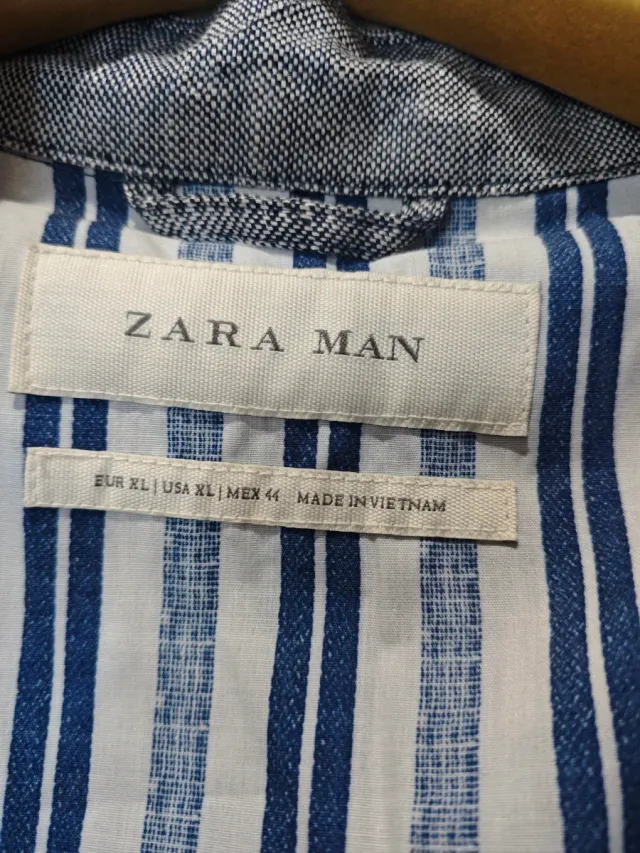 ZARA MAN
EUR XL | USA XL | MEX 44 MADE IN VIETNAM